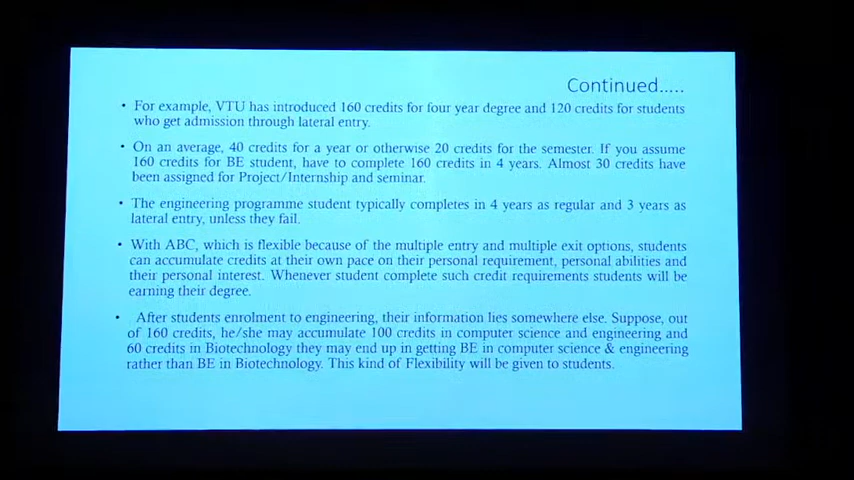 Continued.....
• For example, VTU has introduced 160 credits for four year degree and 120 credits for students
who get admission through lateral entry.
• On an average, 40 credits for a year or otherwise 20 credits for the semester. If you assume
160 credits for BE student, have to complete 160 credits in 4 years. Almost 30 credits have
been assigned for Project/Internship and seminar.
• The engineering programme student typically completes in 4 years as regular and 3 years as
lateral entry, unless they fail.
• With ABC, which is flexible because of the multiple entry and multiple exit options, students
can accumulate credits at their own pace on their personal requirement, personal abilities and
their personal interest. Whenever student complete such credit requirements students will be
earning their degree.
• After students enrolment to engineering, their information lies somewhere else. Suppose, out
of 160 credits, he/she may accumulate 100 credits in computer science and engineering and
60 credits in Biotechnology they may end up in getting BE in computer science & engineering
rather than BE in Biotechnology. This kind of Flexibility will be given to students.